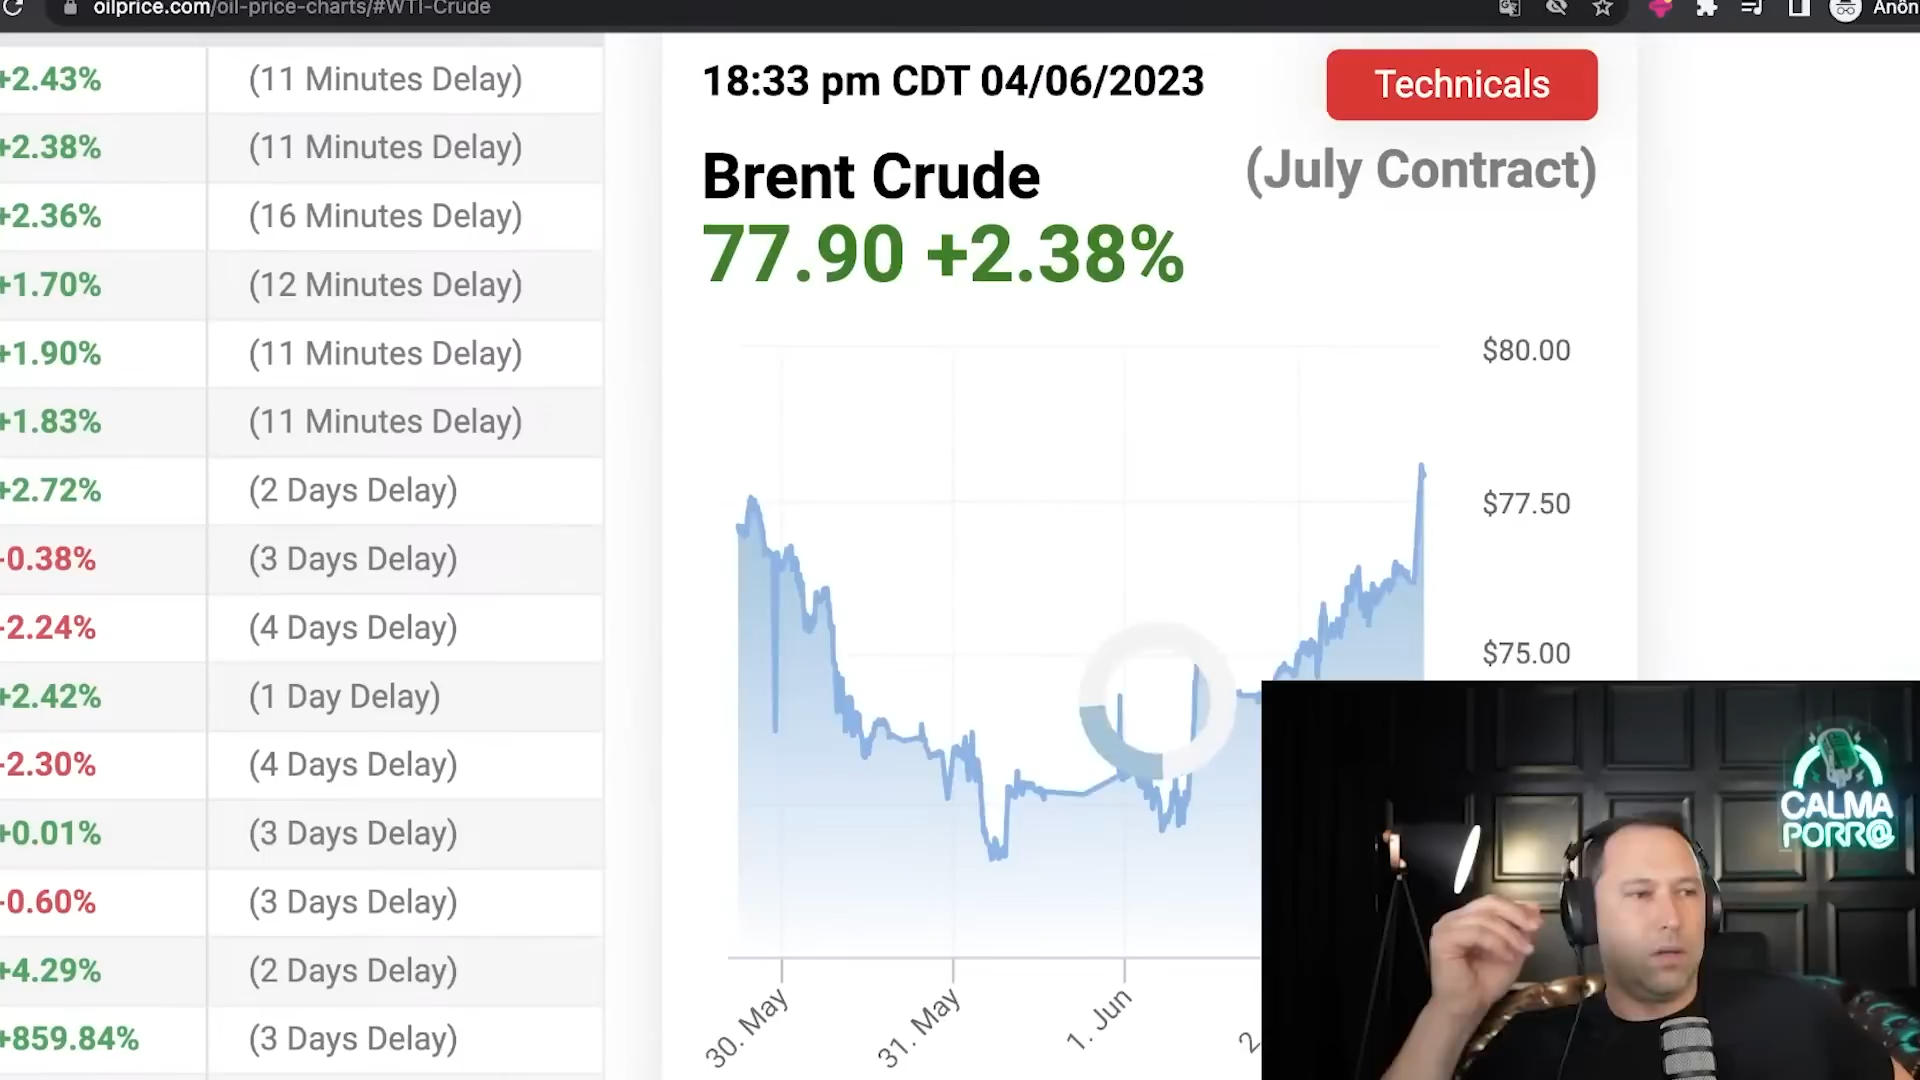 oilprice.com/oil-price-charts/#WTI-Crude
Anôn
+2.43% (11 Minutes Delay)
+2.38% (11 Minutes Delay)
+2.36% (16 Minutes Delay)
+1.70% (12 Minutes Delay)
+1.90% (11 Minutes Delay)
+1.83% (11 Minutes Delay)
+2.72% (2 Days Delay)
-0.38% (3 Days Delay)
-2.24% (4 Days Delay)
+2.42% (1 Day Delay)
-2.30% (4 Days Delay)
+0.01% (3 Days Delay)
-0.60% (3 Days Delay)
+4.29% (2 Days Delay)
+859.84% (3 Days Delay)
18:33 pm CDT 04/06/2023
Technicals
Brent Crude
(July Contract)
77.90 +2.38%
$80.00
$77.50
$75.00
30. May
31. May
1. Jun
2
CALMA
PORR@